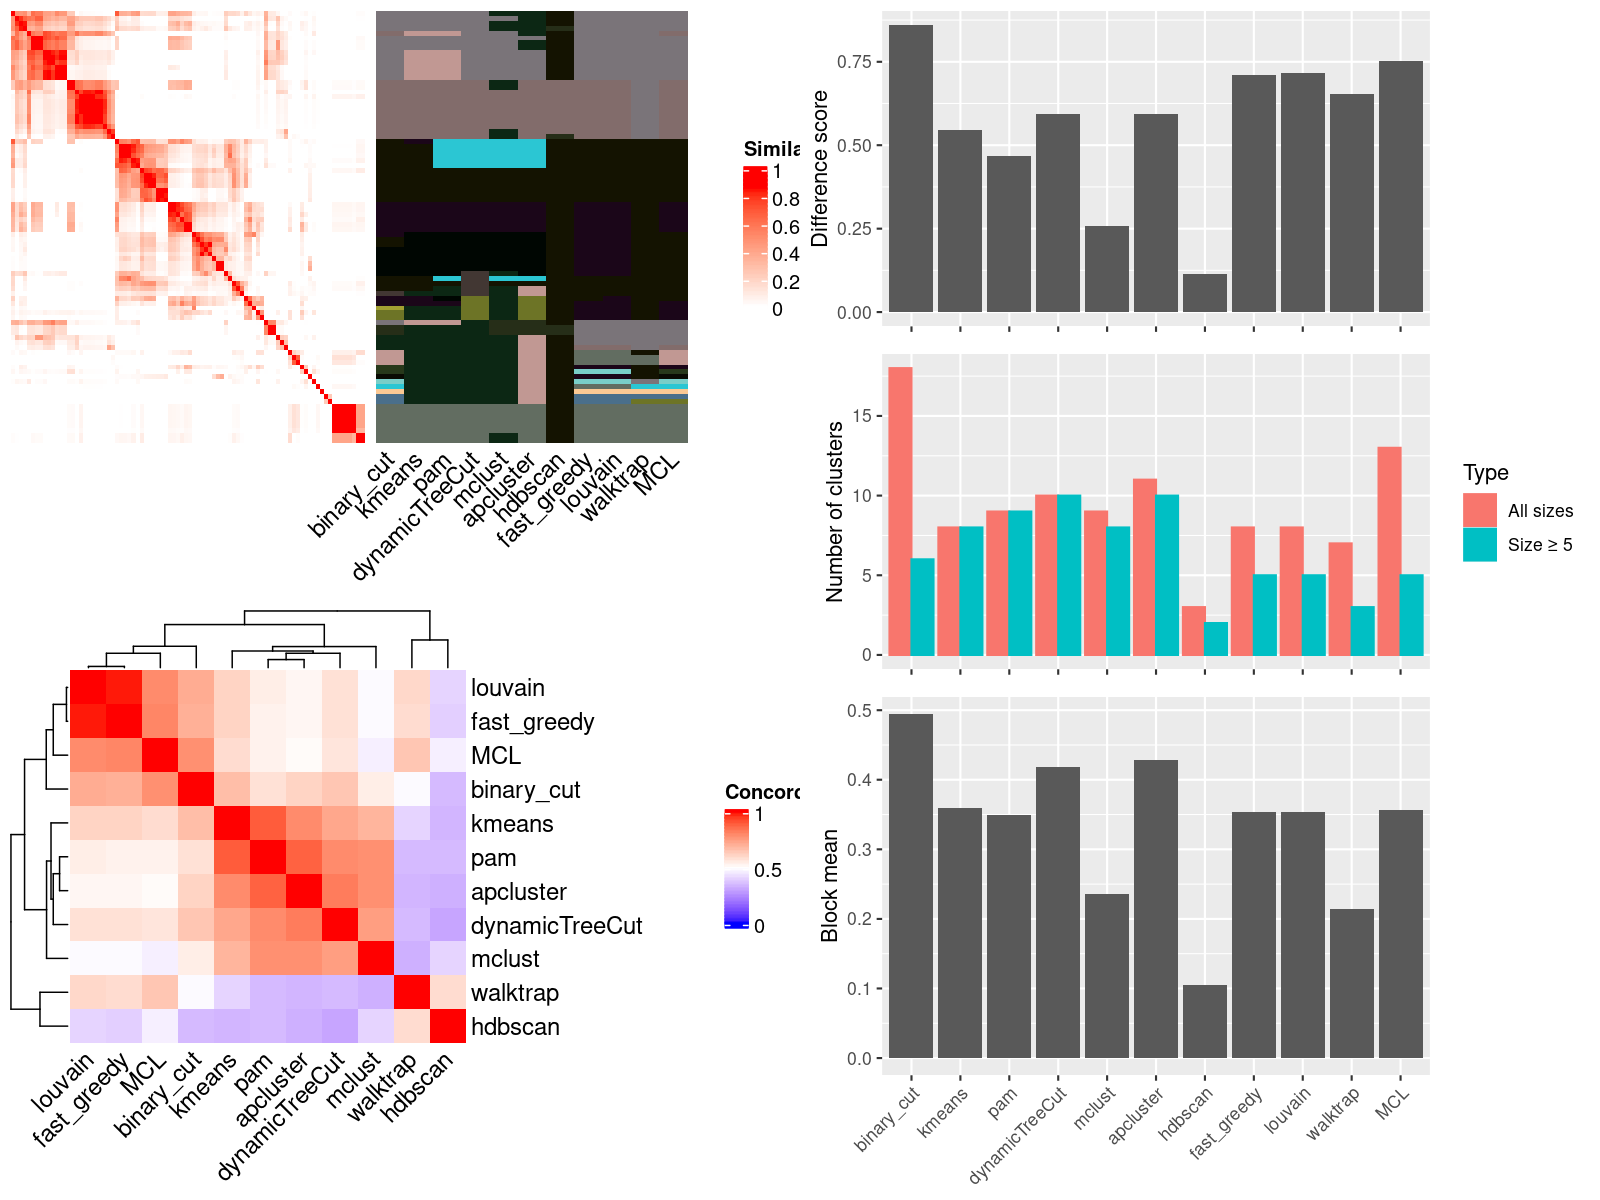 Simila
1
0.8
0.6
0.4
0.2
0
binary_cut
kmeans
pam
dynamicTreeCut
mclust
apcluster
hdbscan
fast_greedy
louvain
walktrap
MCL
louvain
fast_greedy
MCL
binary_cut
kmeans
pam
apcluster
dynamicTreeCut
mclust
walktrap
hdbscan
louvain
fast_greedy
MCL
binary_cut
kmeans
pam
apcluster
dynamicTreeCut
mclust
walktrap
hdbscan
Concord
1
0.5
0
Difference score
0.75
0.50
0.25
0.00
Number of clusters
15
10
5
0
Type
All sizes
Size ≥ 5
Block mean
0.5
0.4
0.3
0.2
0.1
0.0
binary_cut
kmeans
pam
dynamicTreeCut
mclust
apcluster
hdbscan
fast_greedy
louvain
walktrap
MCL